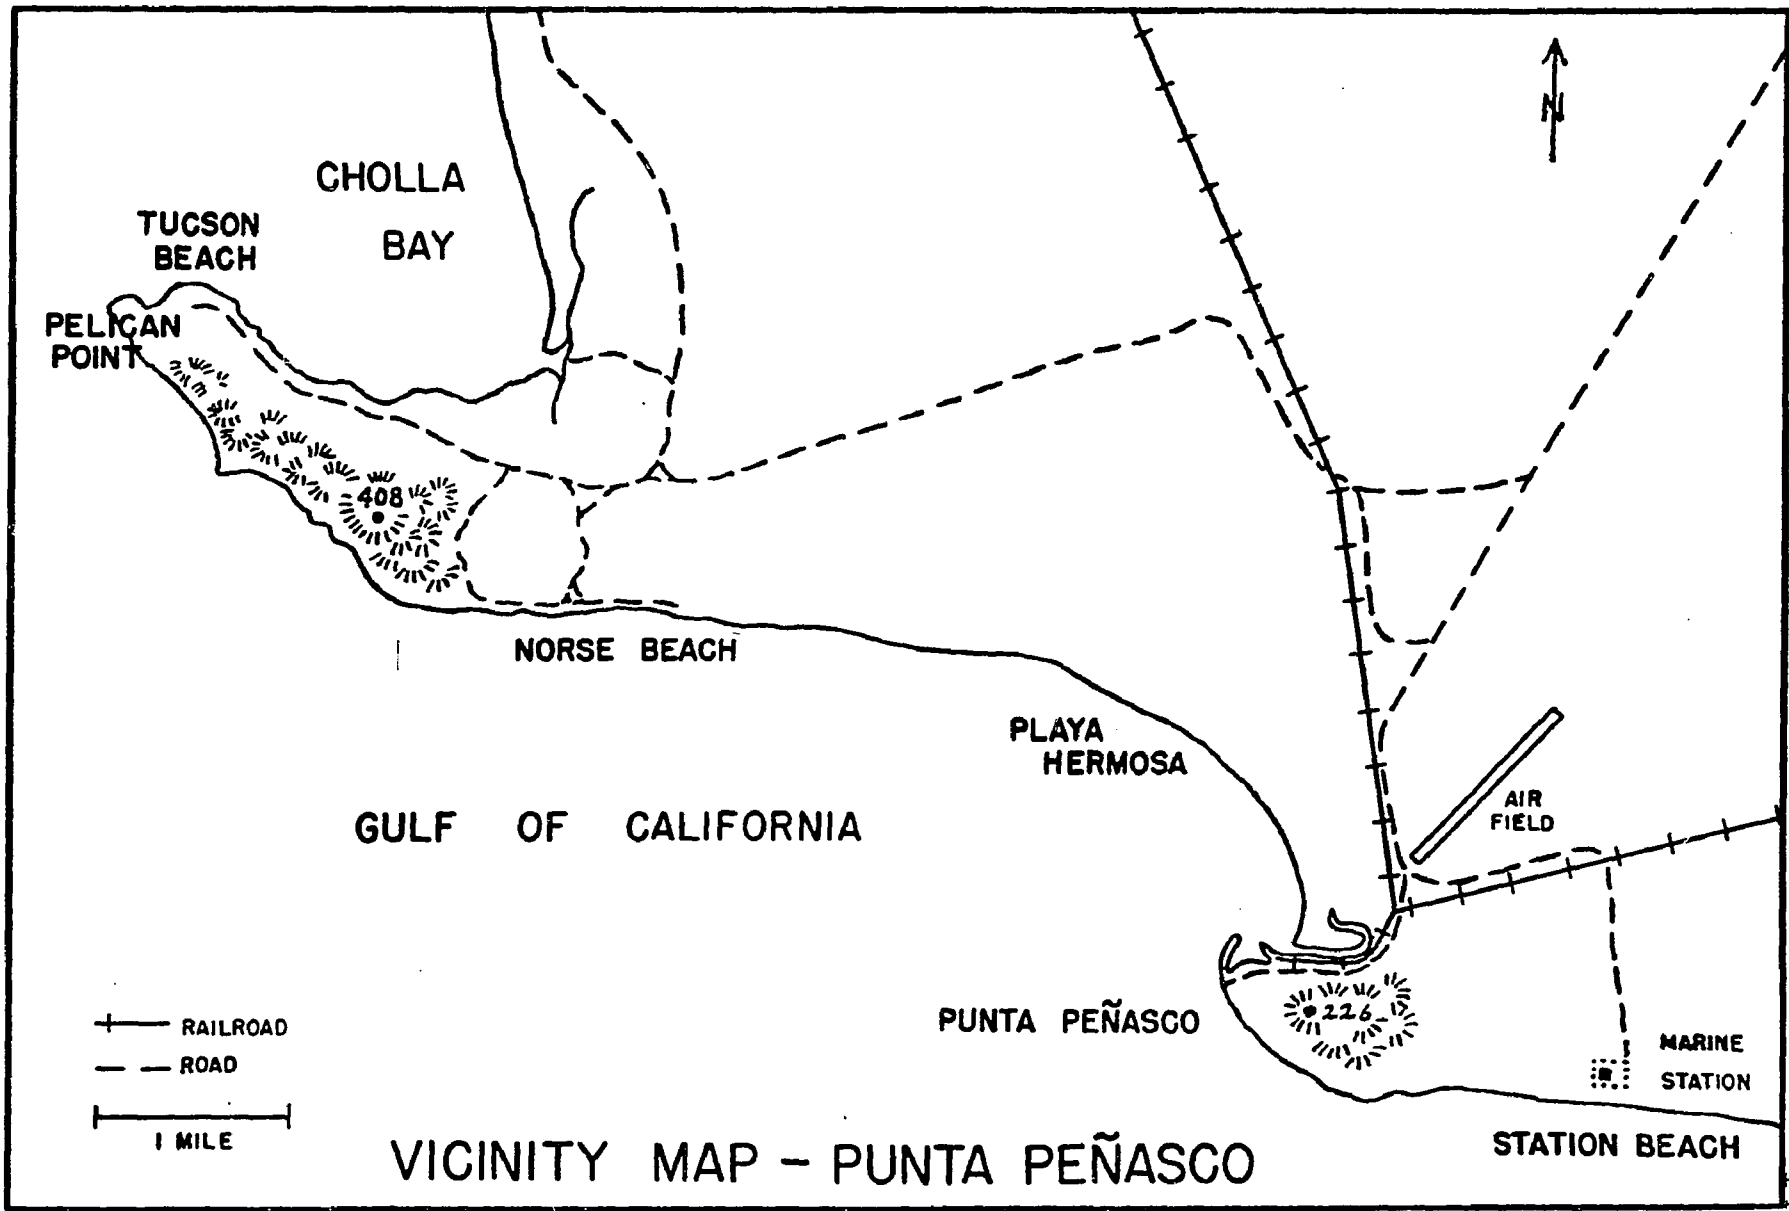 N
CHOLLA
BAY
TUCSON
BEACH
PELICAN
POINT
408
NORSE BEACH
PLAYA
HERMOSA
GULF OF CALIFORNIA
AIR
FIELD
PUNTA PEÑASCO
226
MARINE
STATION
STATION BEACH
RAILROAD
ROAD
1 MILE
VICINITY MAP - PUNTA PEÑASCO